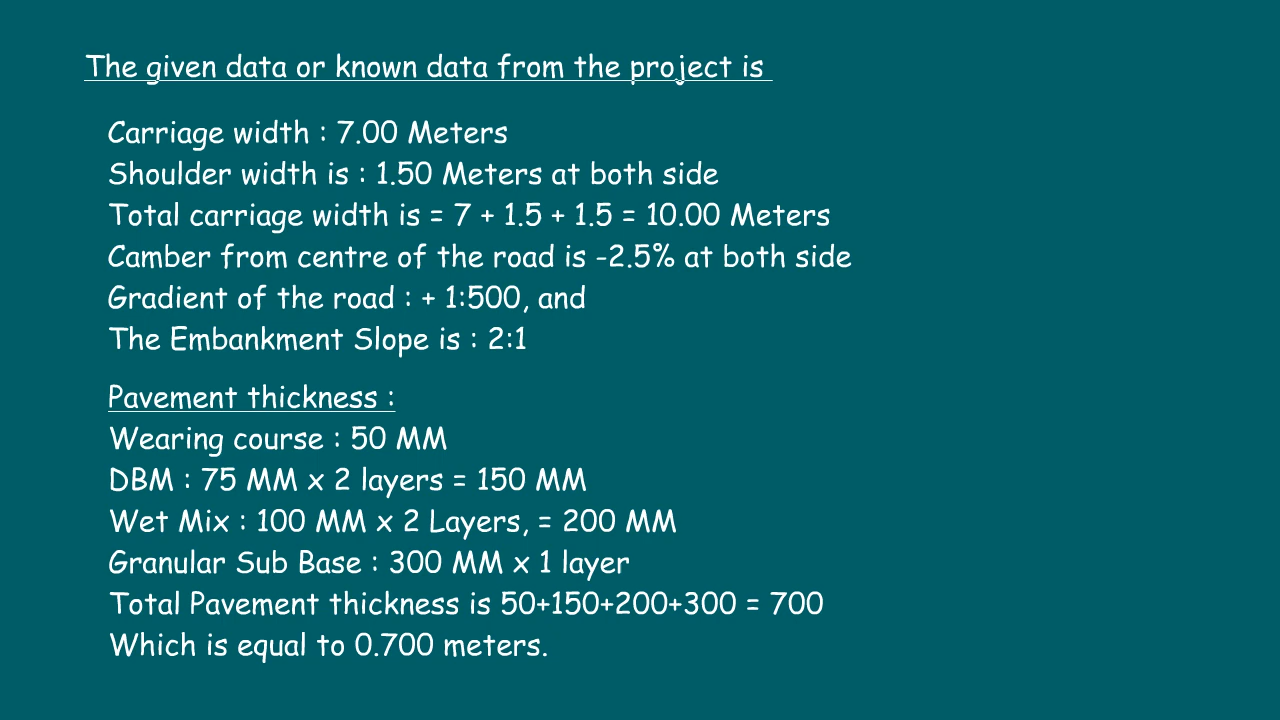 The given data or known data from the project is
Carriage width : 7.00 Meters
Shoulder width is : 1.50 Meters at both side
Total carriage width is = 7 + 1.5 + 1.5 = 10.00 Meters
Camber from centre of the road is -2.5% at both side
Gradient of the road : + 1:500, and
The Embankment Slope is : 2:1
Pavement thickness :
Wearing course : 50 MM
DBM : 75 MM x 2 layers = 150 MM
Wet Mix : 100 MM x 2 Layers, = 200 MM
Granular Sub Base : 300 MM x 1 layer
Total Pavement thickness is 50+150+200+300 = 700
Which is equal to 0.700 meters.